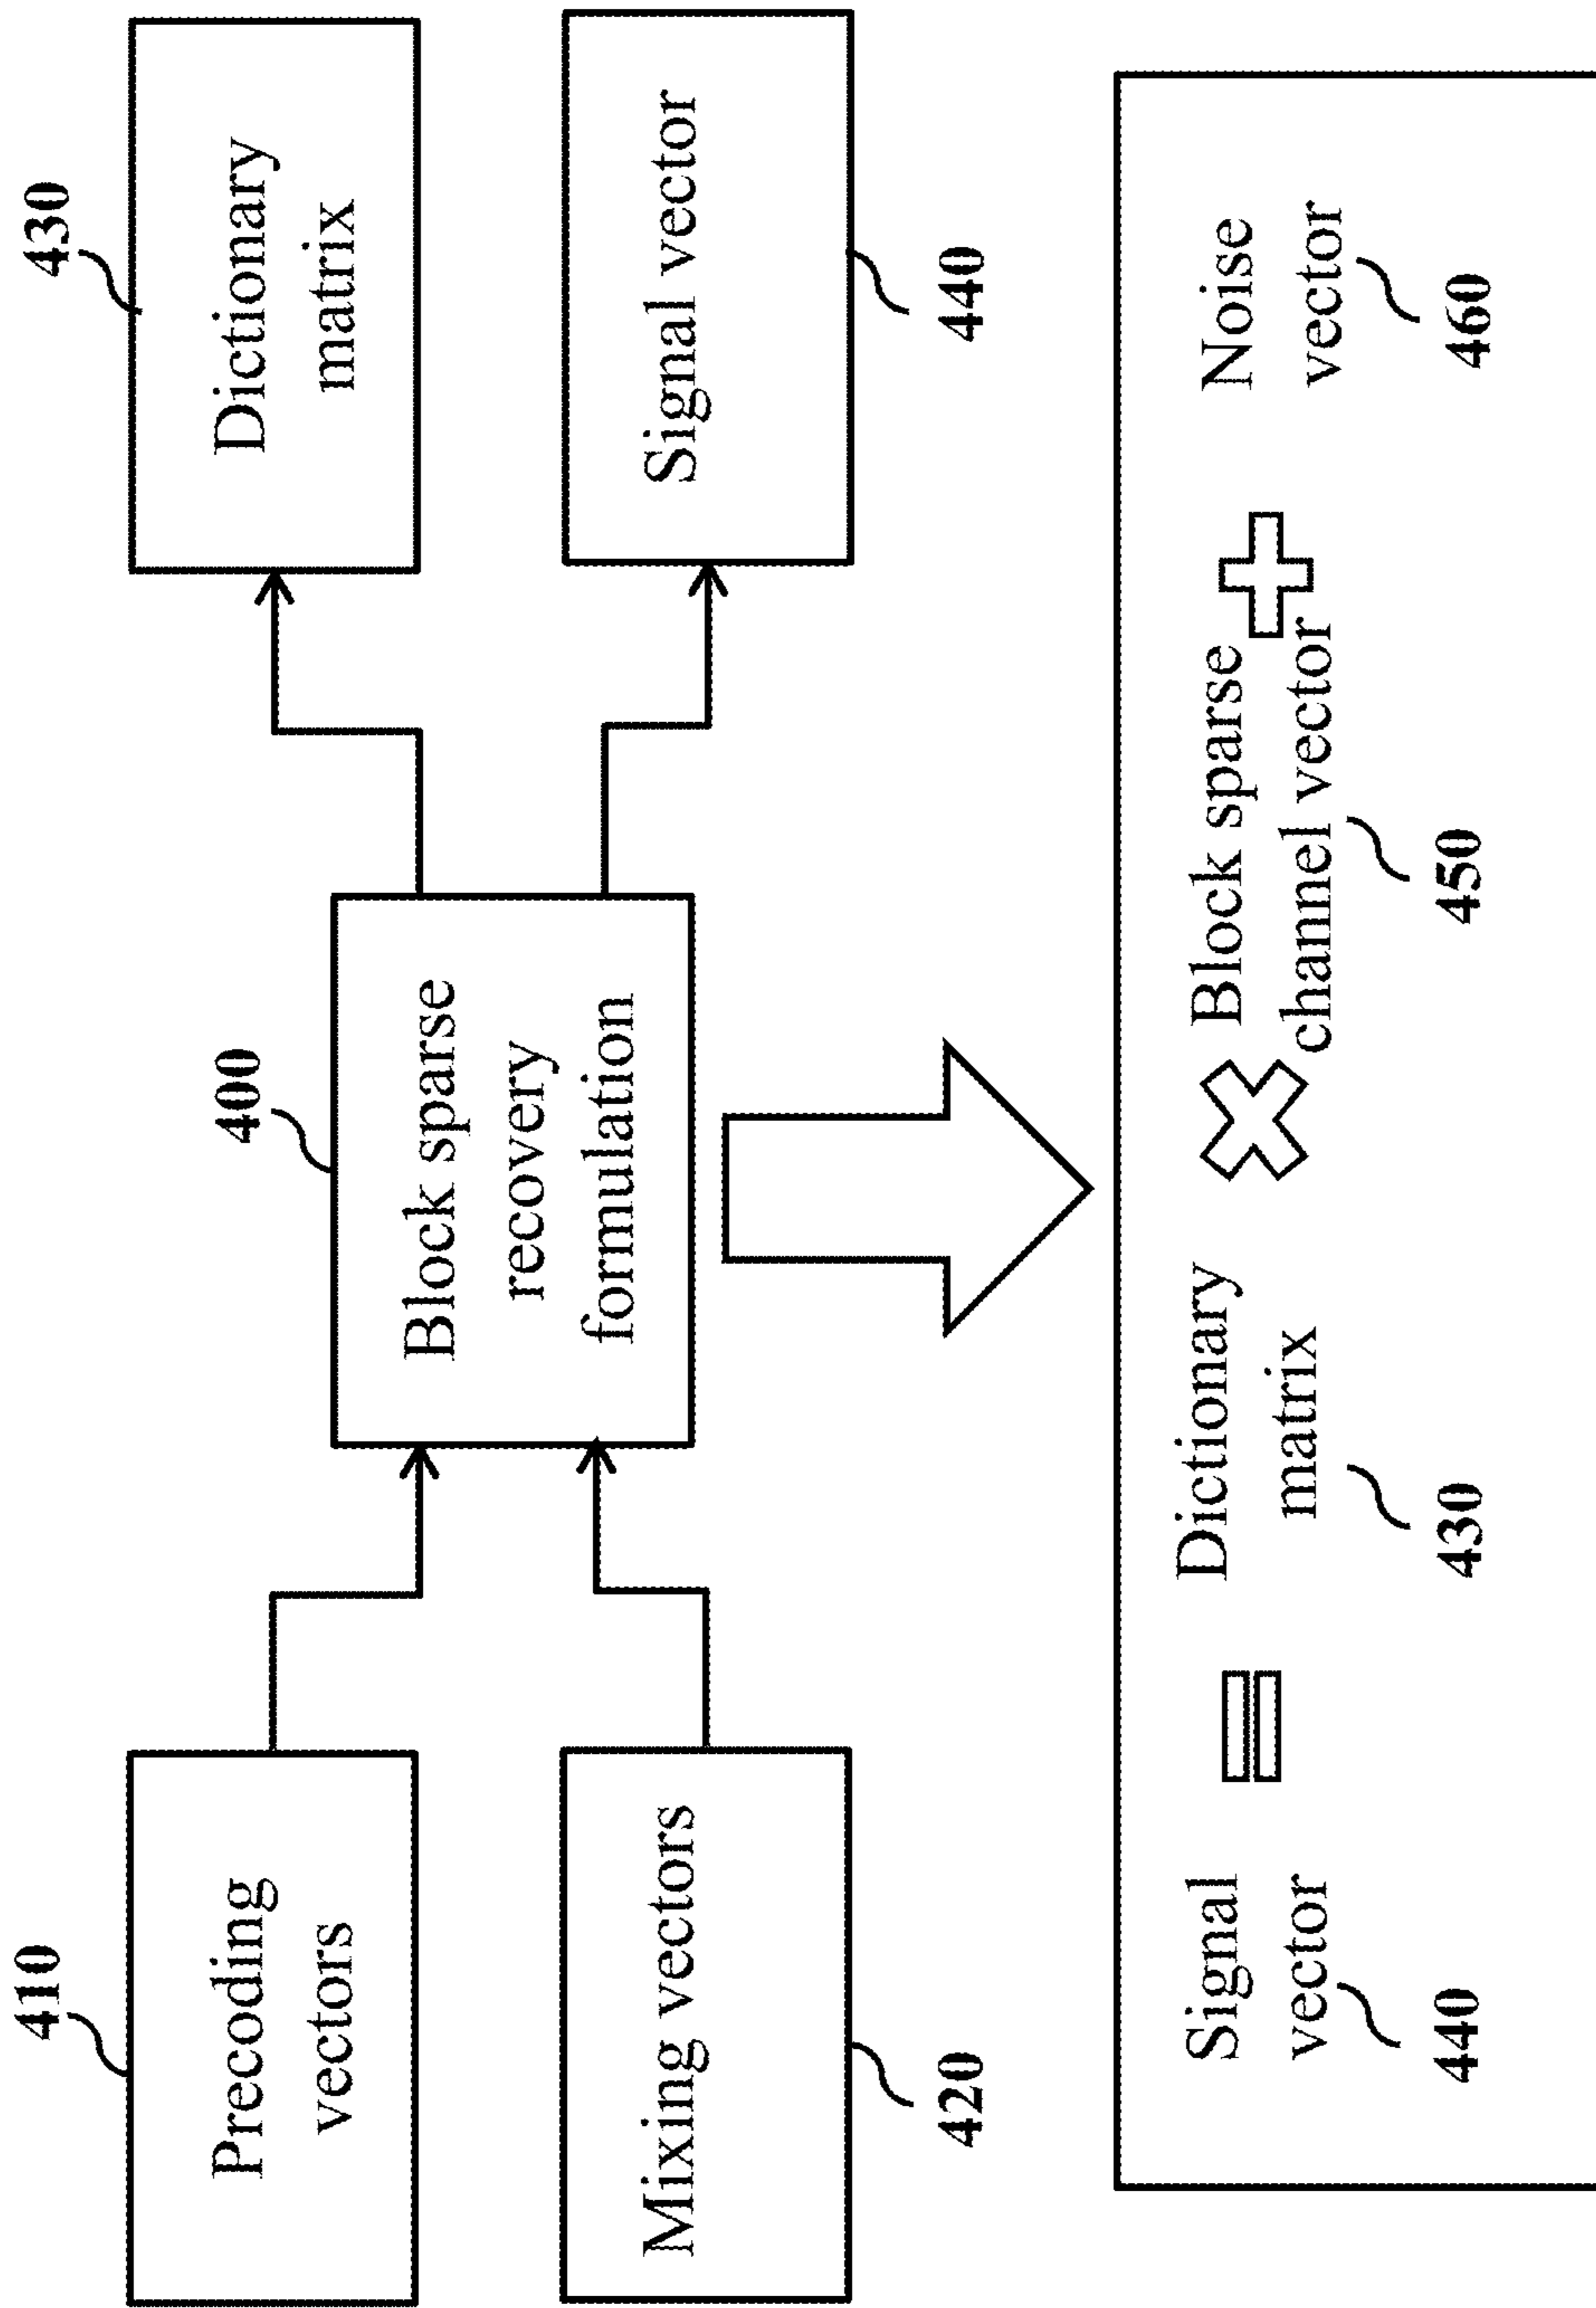 410
Precoding
vectors
Mixing vectors
420
400
Block sparse
recovery
formulation
430
Dictionary
matrix
Signal vector
440
Signal
vector
440
=
Dictionary
matrix
430
×
Block sparse
channel vector
450
+
Noise
vector
460